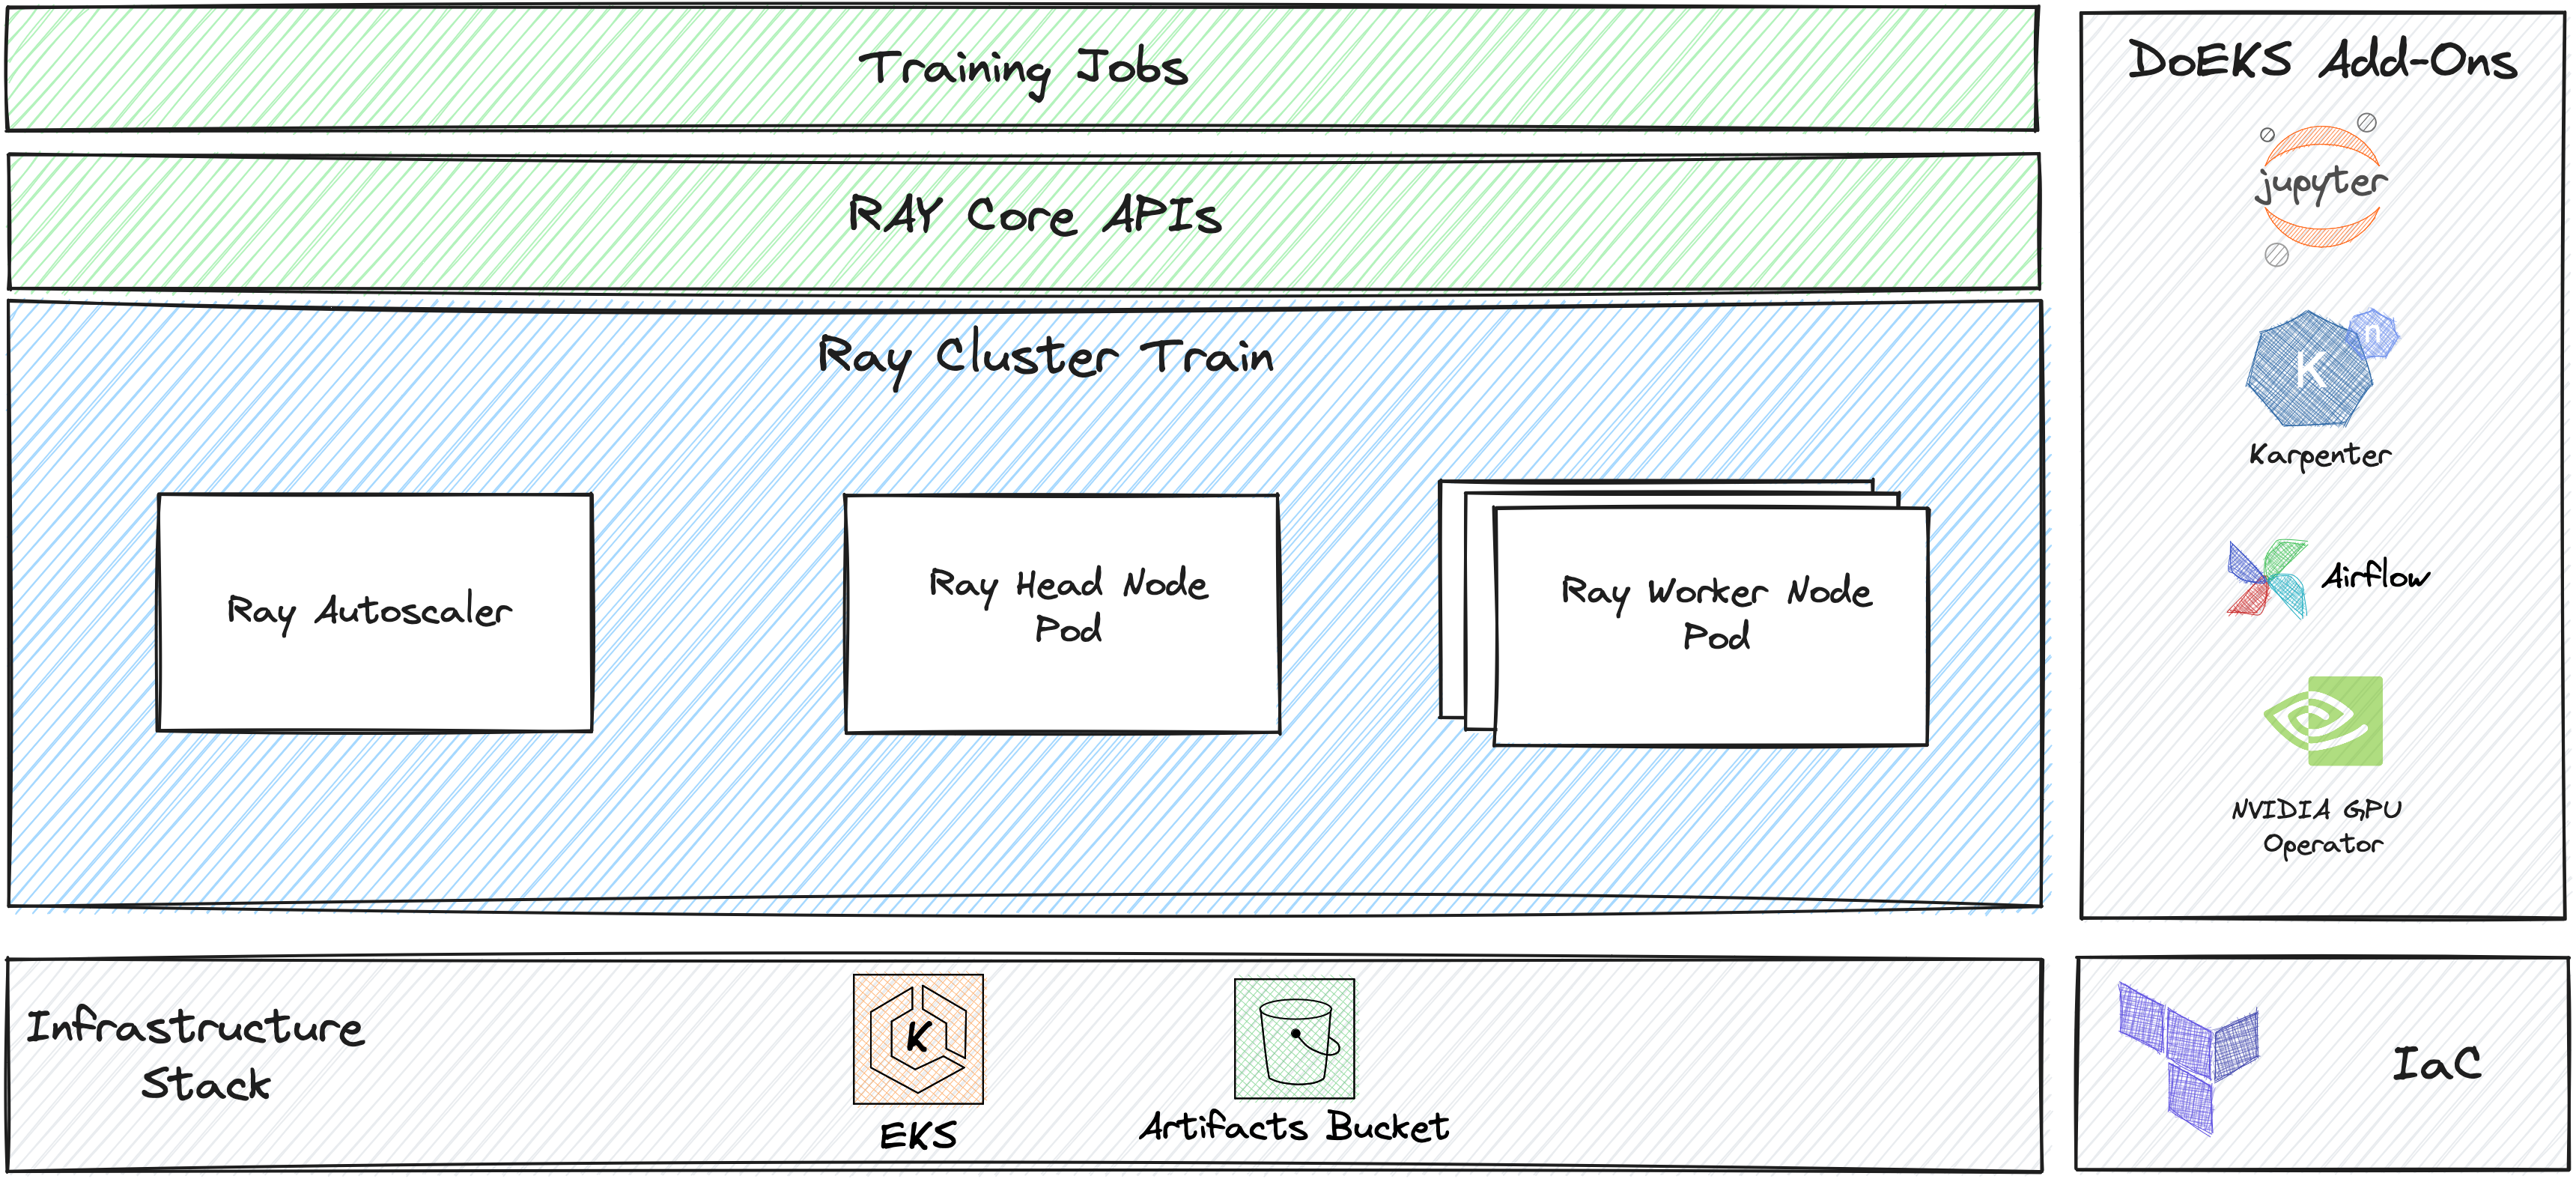 Training Jobs
RAY Core APIs
Ray Cluster Train
Ray Autoscaler
Ray Head Node
Pod
Ray Worker Node
Pod
Infrastructure
Stack
K
EKS
Artifacts Bucket
DoEKS Add-Ons
jupyter
K
n
Karpenter
Airflow
NVIDIA GPU
Operator
IaC